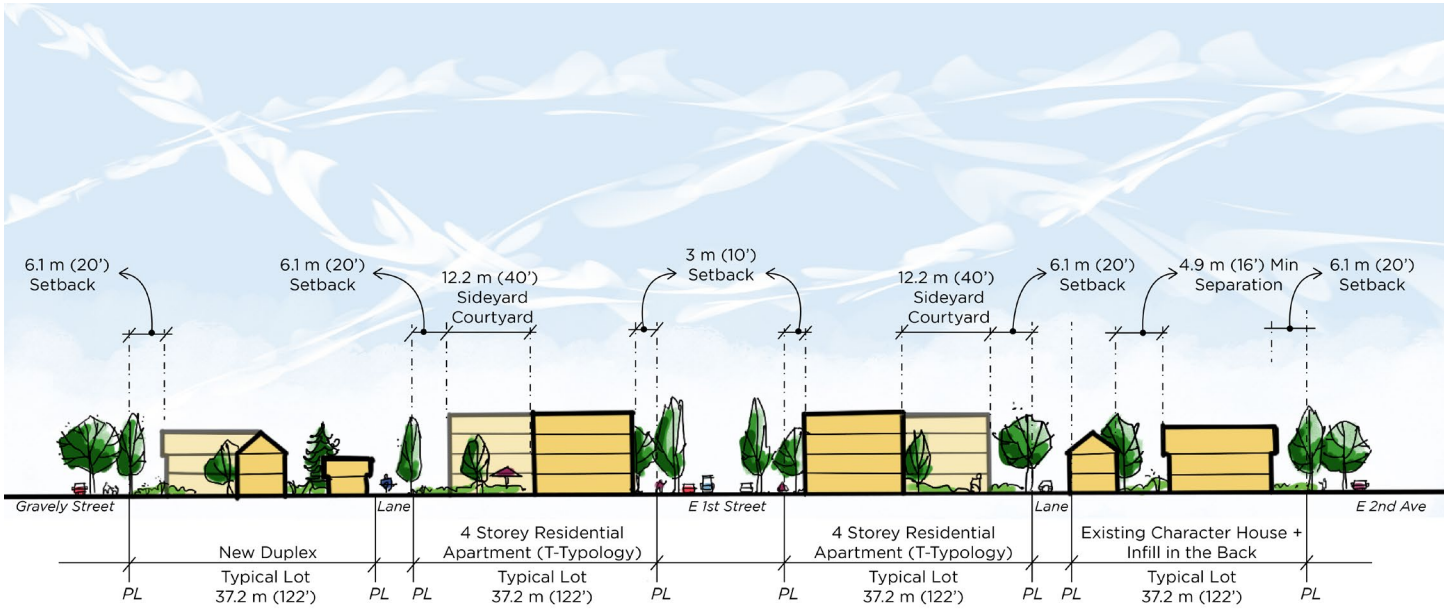 6.1 m (20’)
Setback
6.1 m (20’)
Setback
12.2 m (40’)
Sideyard
Courtyard
3 m (10’)
Setback
12.2 m (40’)
Sideyard
Courtyard
6.1 m (20’)
Setback
4.9 m (16’) Min
Separation
6.1 m (20’)
Setback
Gravely Street
Lane
E 1st Street
Lane
E 2nd Ave
New Duplex
4 Storey Residential
Apartment (T-Typology)
4 Storey Residential
Apartment (T-Typology)
Existing Character House +
Infill in the Back
PL
Typical Lot
37.2 m (122’)
PL
PL
Typical Lot
37.2 m (122’)
PL
PL
Typical Lot
37.2 m (122’)
PL
PL
Typical Lot
37.2 m (122’)
PL